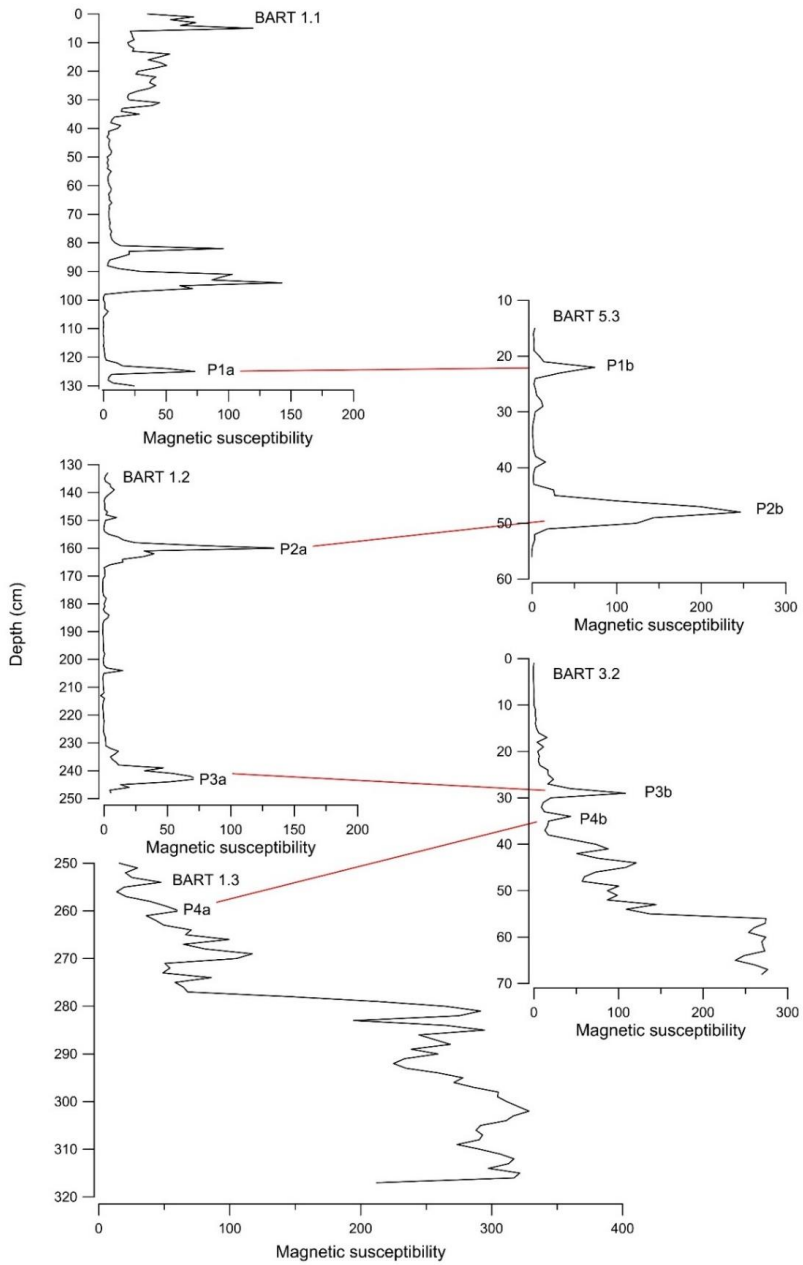 BART 1.1
0
10
20
30
40
50
60
70
80
90
100
110
120
130
P1a
0 50 100 150 200
Magnetic susceptibility
BART 5.3
10
20
30
40
50
60
P1b
P2b
0 100 200 300
Magnetic susceptibility
Depth (cm)
BART 1.2
130
140
150
160
170
180
190
200
210
220
230
240
250
P2a
P3a
0 50 100 150 200
Magnetic susceptibility
BART 3.2
0
10
20
30
40
50
60
70
P3b
P4b
0 100 200 300
Magnetic susceptibility
BART 1.3
250
260
270
280
290
300
310
320
P4a
0 100 200 300 400
Magnetic susceptibility